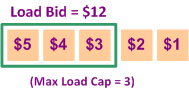 Load Bid = $12
$5 $4 $3 $2 $1
(Max Load Cap = 3)